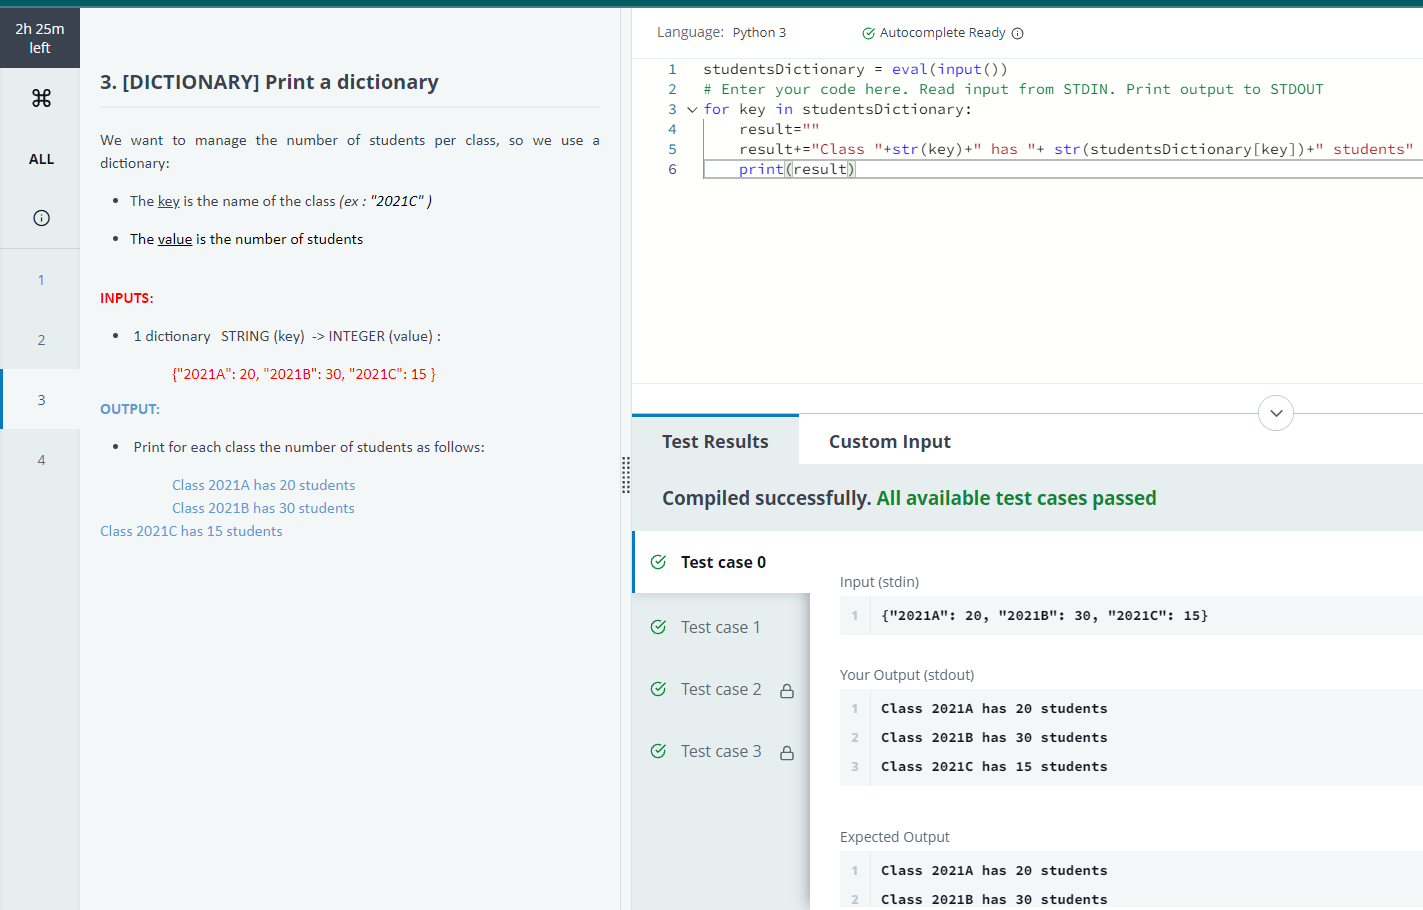 2h 25m
left
ALL
1
2
3
4
3. [DICTIONARY] Print a dictionary
We want to manage the number of students per class, so we use a
dictionary:
• The key is the name of the class (ex : "2021C" )
• The value is the number of students
INPUTS:
• 1 dictionary STRING (key) -> INTEGER (value) :
{"2021A": 20, "2021B": 30, "2021C": 15 }
OUTPUT:
• Print for each class the number of students as follows:
Class 2021A has 20 students
Class 2021B has 30 students
Class 2021C has 15 students
Language: Python 3 Autocomplete Ready
1 studentsDictionary = eval(input())
2 # Enter your code here. Read input from STDIN. Print output to STDOUT
3 for key in studentsDictionary:
4 result=""
5 result+="Class "+str(key)+" has "+ str(studentsDictionary[key])+" students"
6 print(result)
Test Results Custom Input
Compiled successfully. All available test cases passed
Test case 0
Test case 1
Test case 2
Test case 3
Input (stdin)
1 {"2021A": 20, "2021B": 30, "2021C": 15}
Your Output (stdout)
1 Class 2021A has 20 students
2 Class 2021B has 30 students
3 Class 2021C has 15 students
Expected Output
1 Class 2021A has 20 students
2 Class 2021B has 30 students